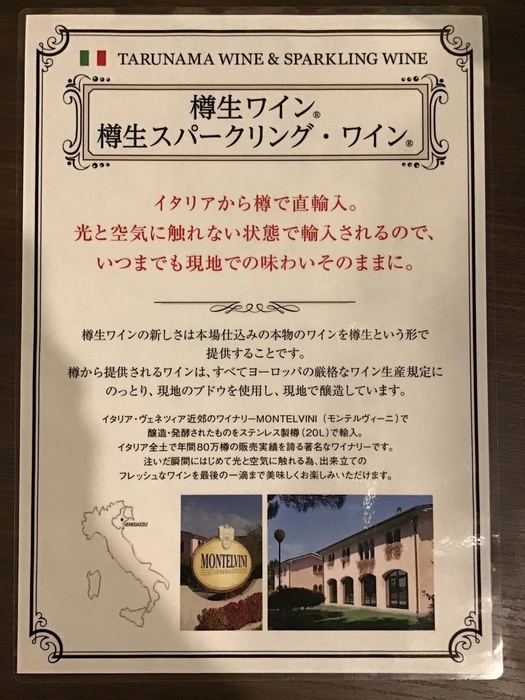 TARUNAMA WINE & SPARKLING WINE
樽生ワイン®
樽生スパークリング・ワイン®
イタリアから樽で直輸入。
光と空気に触れない状態で輸入されるので、
いつまでも現地での味わいそのままに。
樽生ワインの新しさは本場仕込みの本物のワインを樽生という形で
提供することです。
樽から提供されるワインは、すべてヨーロッパの厳格なワイン生産規定に
のっとり、現地のブドウを使用し、現地で醸造しています。
イタリア・ヴェネツィア近郊のワイナリーMONTELVINI(モンテルヴィーニ)で
醸造・発酵されたものをステンレス製樽(20L)で輸入。
イタリア全土で年間80万樽の販売実績を誇る著名なワイナリーです。
注いだ瞬間にはじめて光と空気に触れる為、出来立ての
フレッシュなワインを最後の一滴まで美味しくお楽しみいただけます。
VENEGAZZU
MONTELVINI
VENEGAZZU